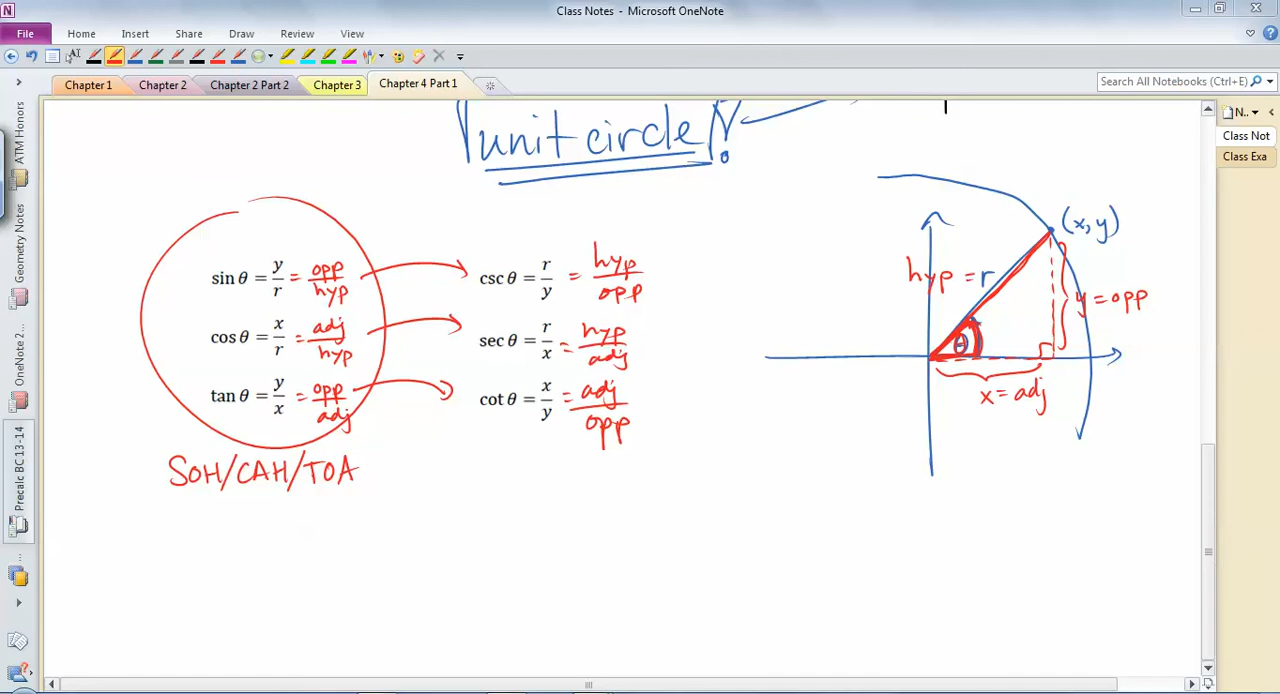 Class Notes - Microsoft OneNote
File Home Insert Share Draw Review View
Chapter 1 Chapter 2 Chapter 2 Part 2 Chapter 3 Chapter 4 Part 1
Search All Notebooks (Ctrl+E)
N..
Class Not
Class Exa
ATM Honors
Geometry Notes
OneNote 2...
Precalc BC 13-14
unit circle!
sin θ = y/r = opp/hyp
csc θ = r/y = hyp/opp
cos θ = x/r = adj/hyp
sec θ = r/x = hyp/adj
tan θ = y/x = opp/adj
cot θ = x/y = adj/opp
SOH/CAH/TOA
(x, y)
hyp = r
y = opp
θ
x = adj